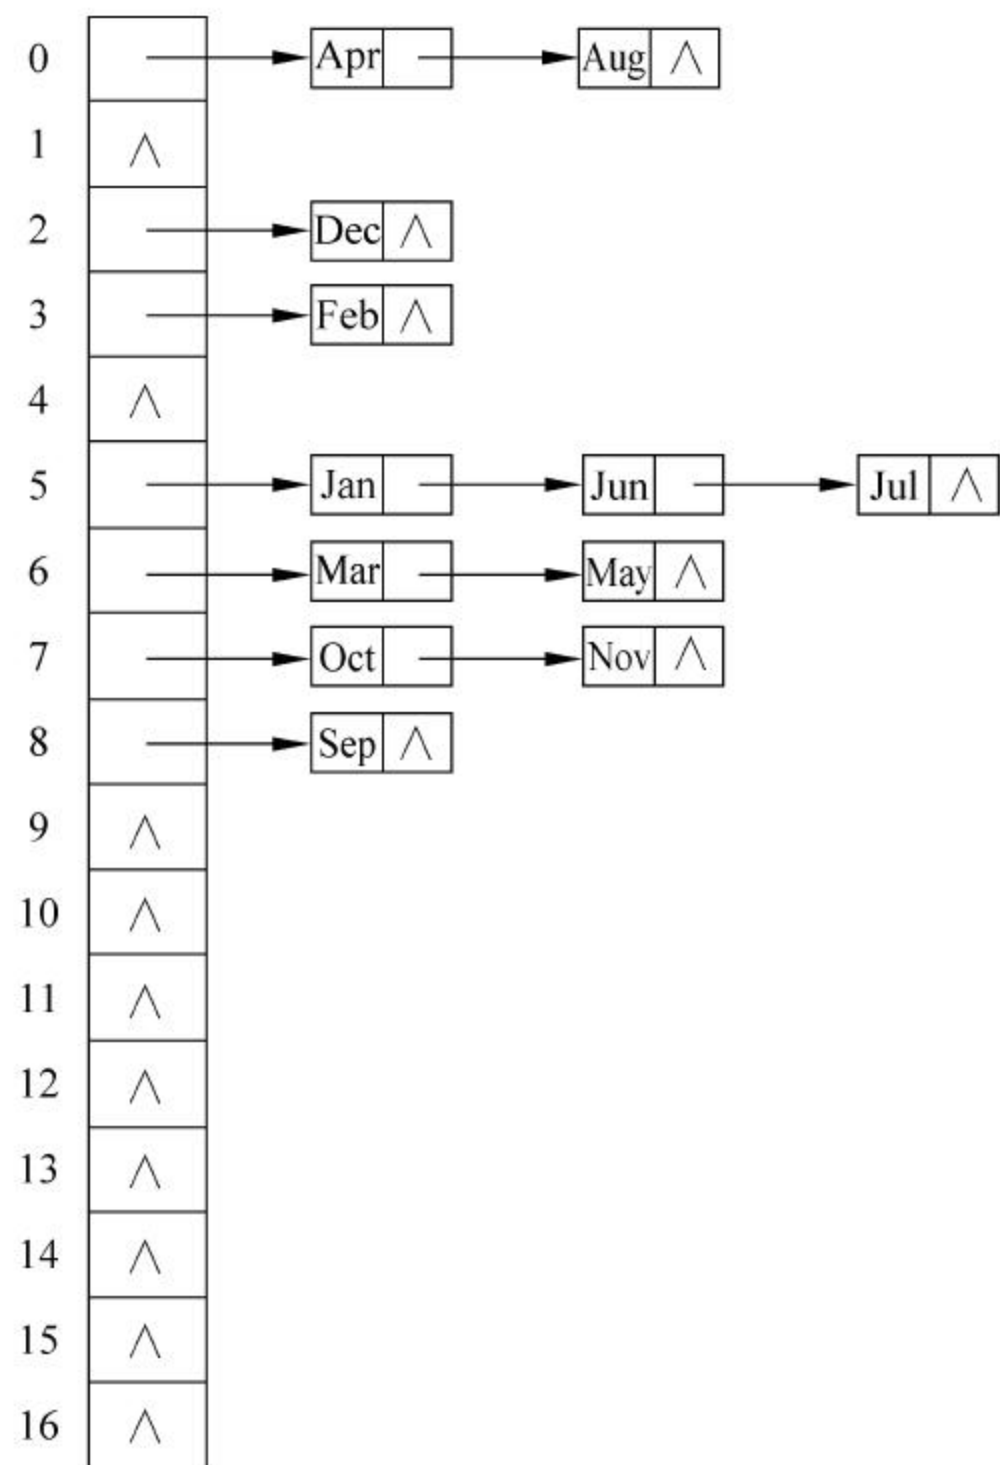 0 Apr Aug ∧
1 ∧
2 Dec ∧
3 Feb ∧
4 ∧
5 Jan Jun Jul ∧
6 Mar May ∧
7 Oct Nov ∧
8 Sep ∧
9 ∧
10 ∧
11 ∧
12 ∧
13 ∧
14 ∧
15 ∧
16 ∧